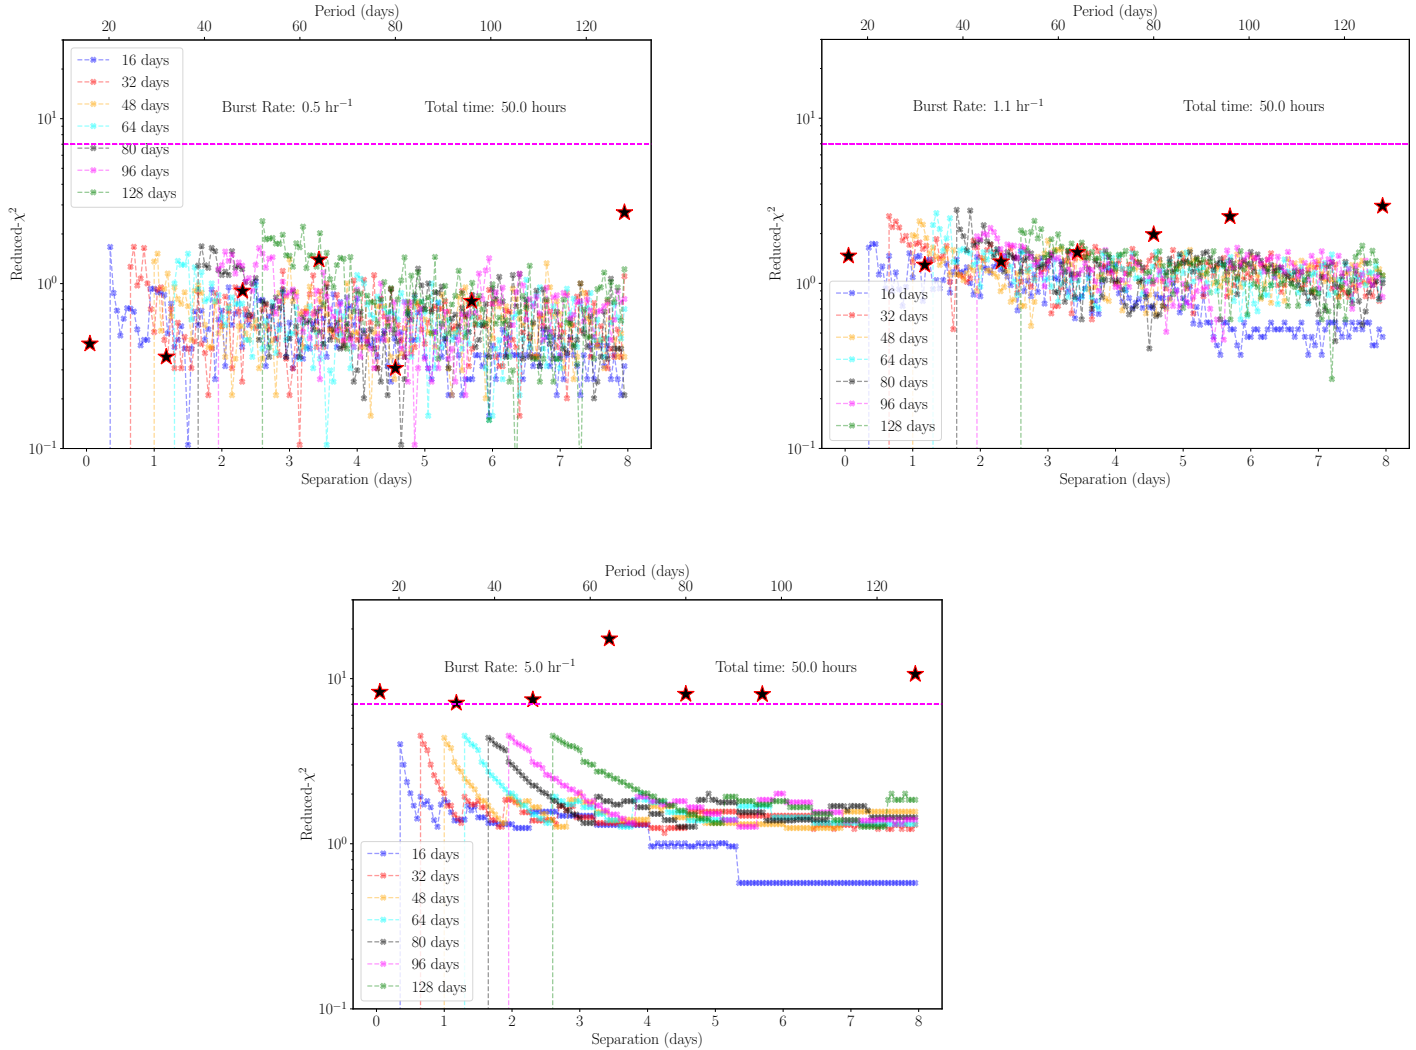 Period (days)
20 40 60 80 100 120
16 days
32 days
48 days
64 days
80 days
96 days
128 days
Burst Rate: 0.5 hr⁻¹
Total time: 50.0 hours
Reduced-χ²
10¹
10⁰
10⁻¹
0 1 2 3 4 5 6 7 8
Separation (days)
Period (days)
20 40 60 80 100 120
Burst Rate: 1.1 hr⁻¹
Total time: 50.0 hours
Reduced-χ²
10¹
10⁰
10⁻¹
16 days
32 days
48 days
64 days
80 days
96 days
128 days
0 1 2 3 4 5 6 7 8
Separation (days)
Period (days)
20 40 60 80 100 120
Burst Rate: 5.0 hr⁻¹
Total time: 50.0 hours
Reduced-χ²
10¹
10⁰
10⁻¹
16 days
32 days
48 days
64 days
80 days
96 days
128 days
0 1 2 3 4 5 6 7 8
Separation (days)